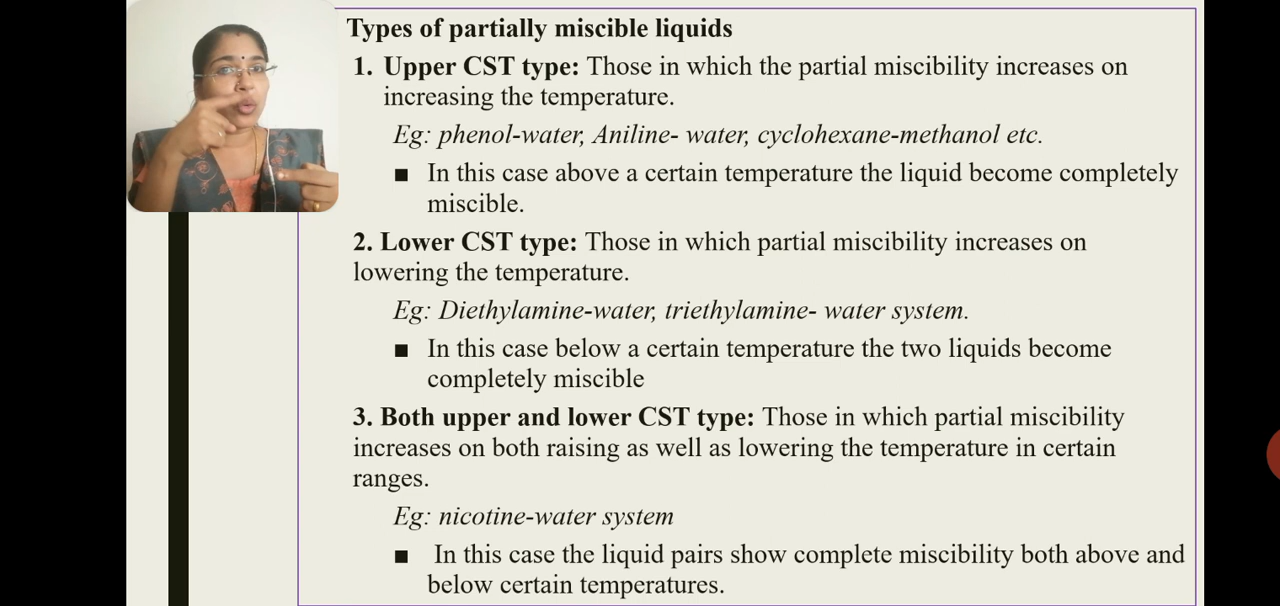 Types of partially miscible liquids
1. Upper CST type: Those in which the partial miscibility increases on
increasing the temperature.
Eg: phenol-water, Aniline- water, cyclohexane-methanol etc.
▪ In this case above a certain temperature the liquid become completely
miscible.
2. Lower CST type: Those in which partial miscibility increases on
lowering the temperature.
Eg: Diethylamine-water, triethylamine- water system.
▪ In this case below a certain temperature the two liquids become
completely miscible
3. Both upper and lower CST type: Those in which partial miscibility
increases on both raising as well as lowering the temperature in certain
ranges.
Eg: nicotine-water system
▪ In this case the liquid pairs show complete miscibility both above and
below certain temperatures.